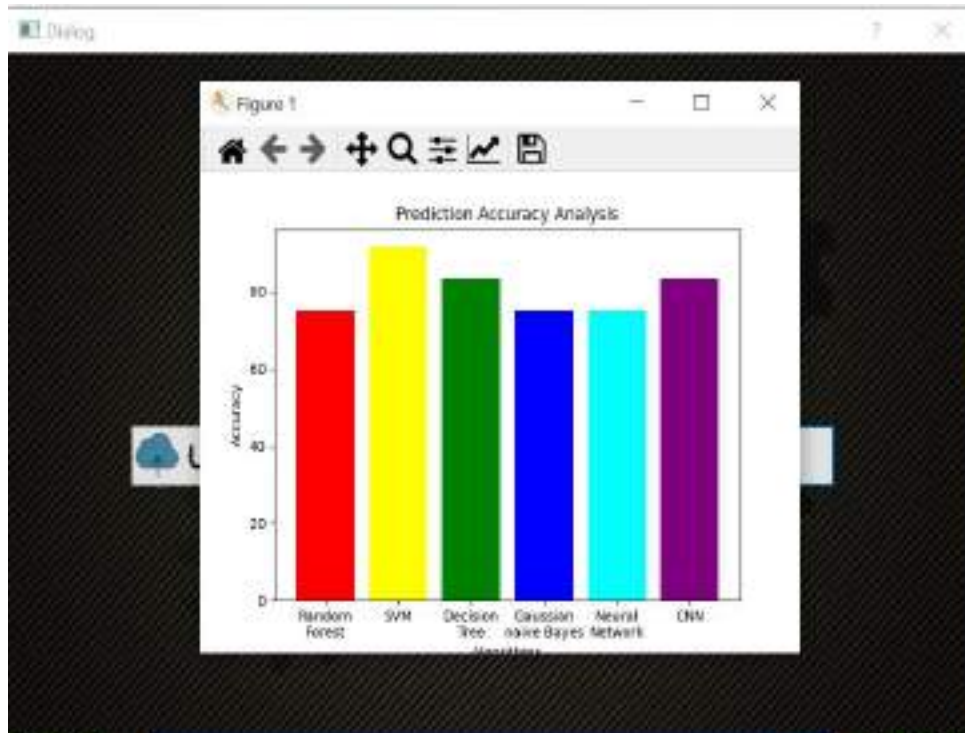 Dialog
Figure 1
Prediction Accuracy Analysis
80
60
Accuracy
40
20
0
Random Forest
SVM
Decision Tree
Gaussian naive Bayes
Neural Network
CNN
Algorithms
U